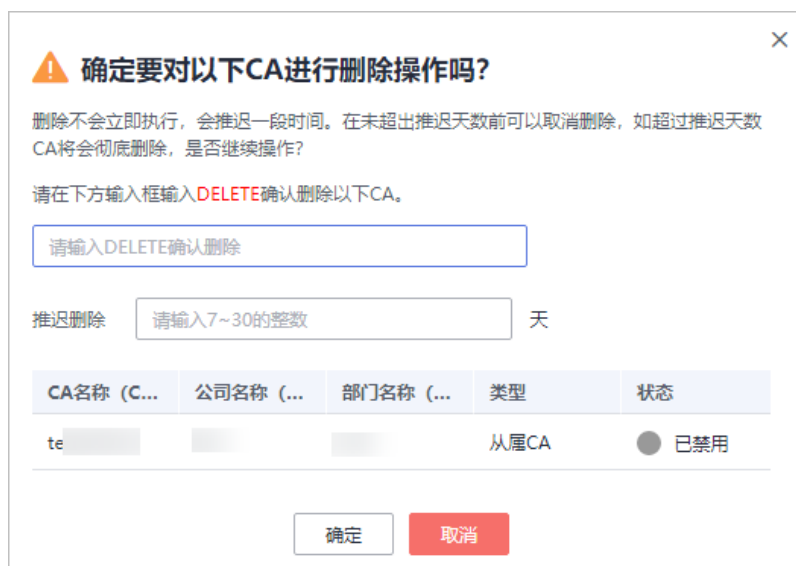 确定要对以下CA进行删除操作吗？
删除不会立即执行，会推迟一段时间。在未超出推迟天数前可以取消删除，如超过推迟天数
CA将会彻底删除，是否继续操作？
请在下方输入框输入DELETE确认删除以下CA。
请输入DELETE确认删除
推迟删除 请输入7~30的整数 天
CA名称（C... 公司名称（... 部门名称（... 类型 状态
te 从属CA 已禁用
确定 取消